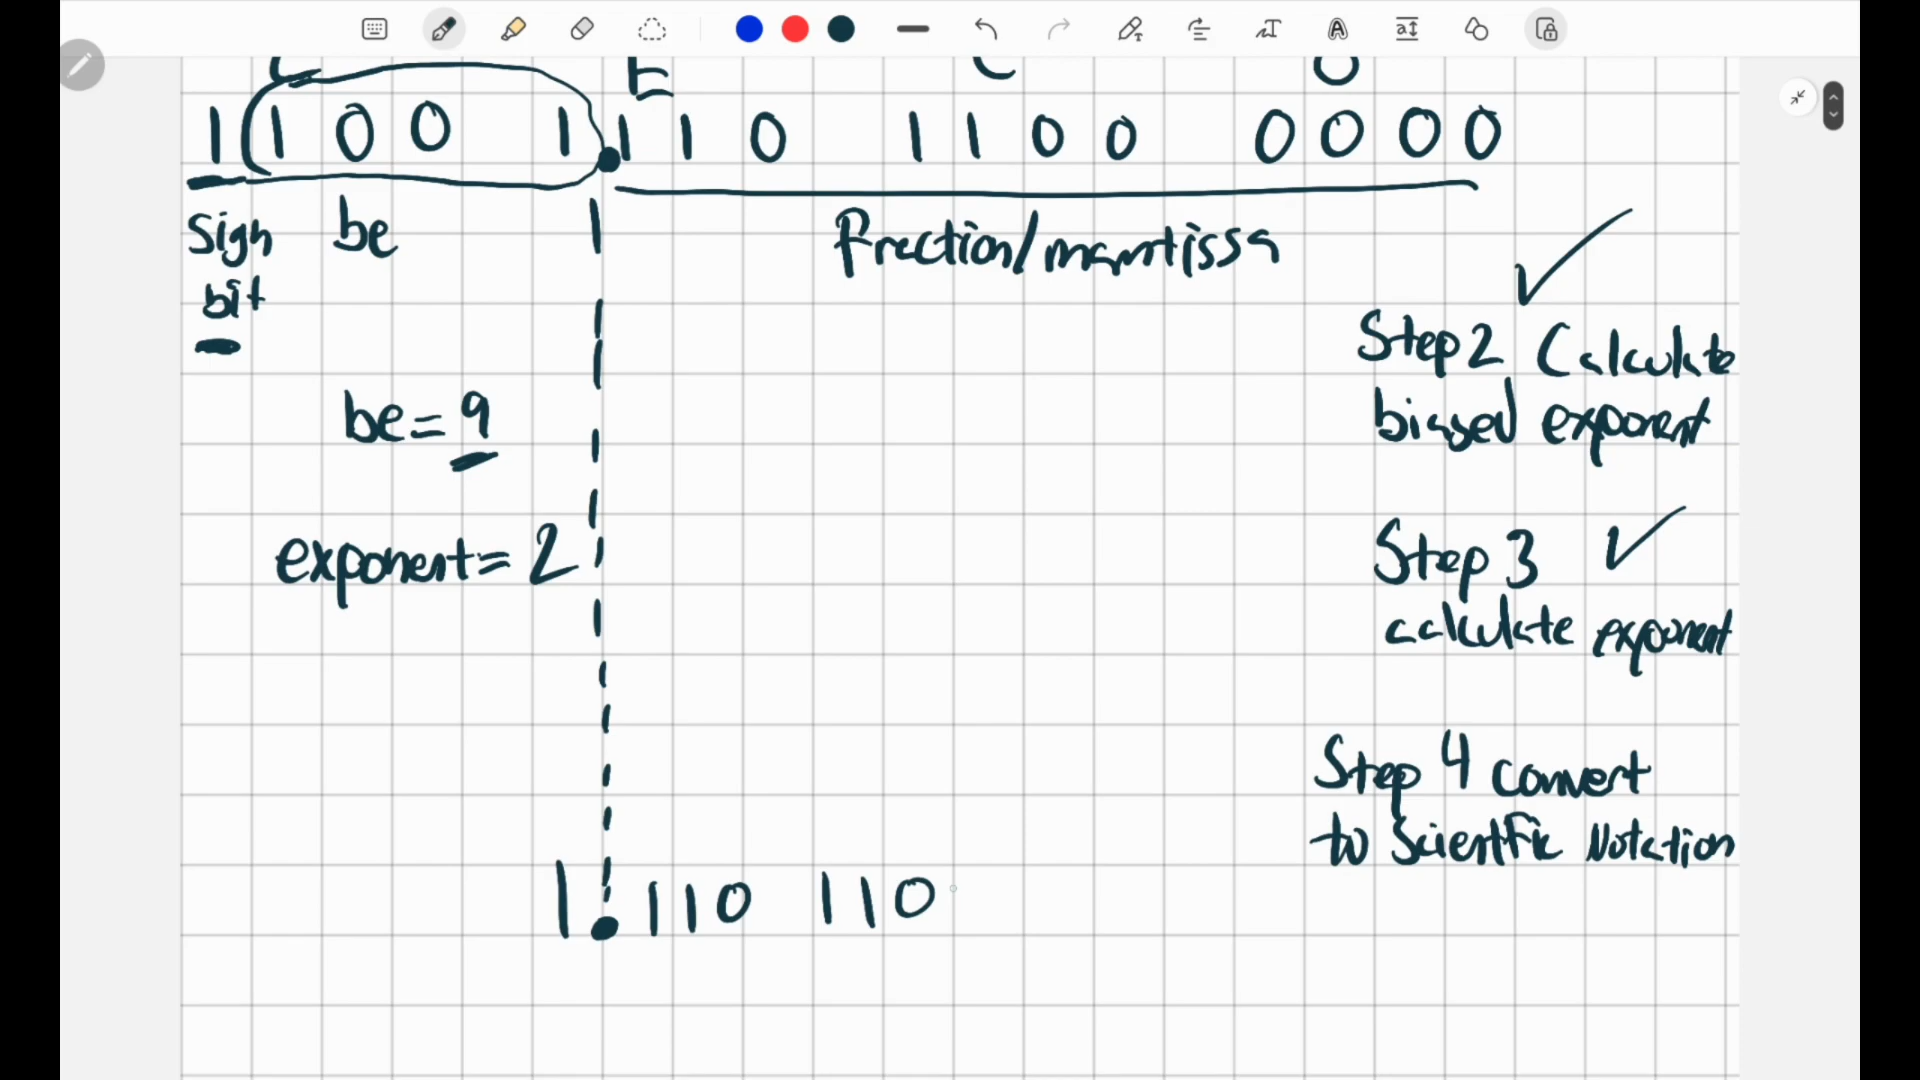 C E C 0
1 1 0 0 1 . 1 1 0 1 1 0 0 0 0 0 0
Sign bit
be
fraction/mantissa
be = 9
exponent = 2
Step 2 Calculate
biased exponent
Step 3
calculate exponent
Step 4 convert
to Scientific Notation
1 . 110 110